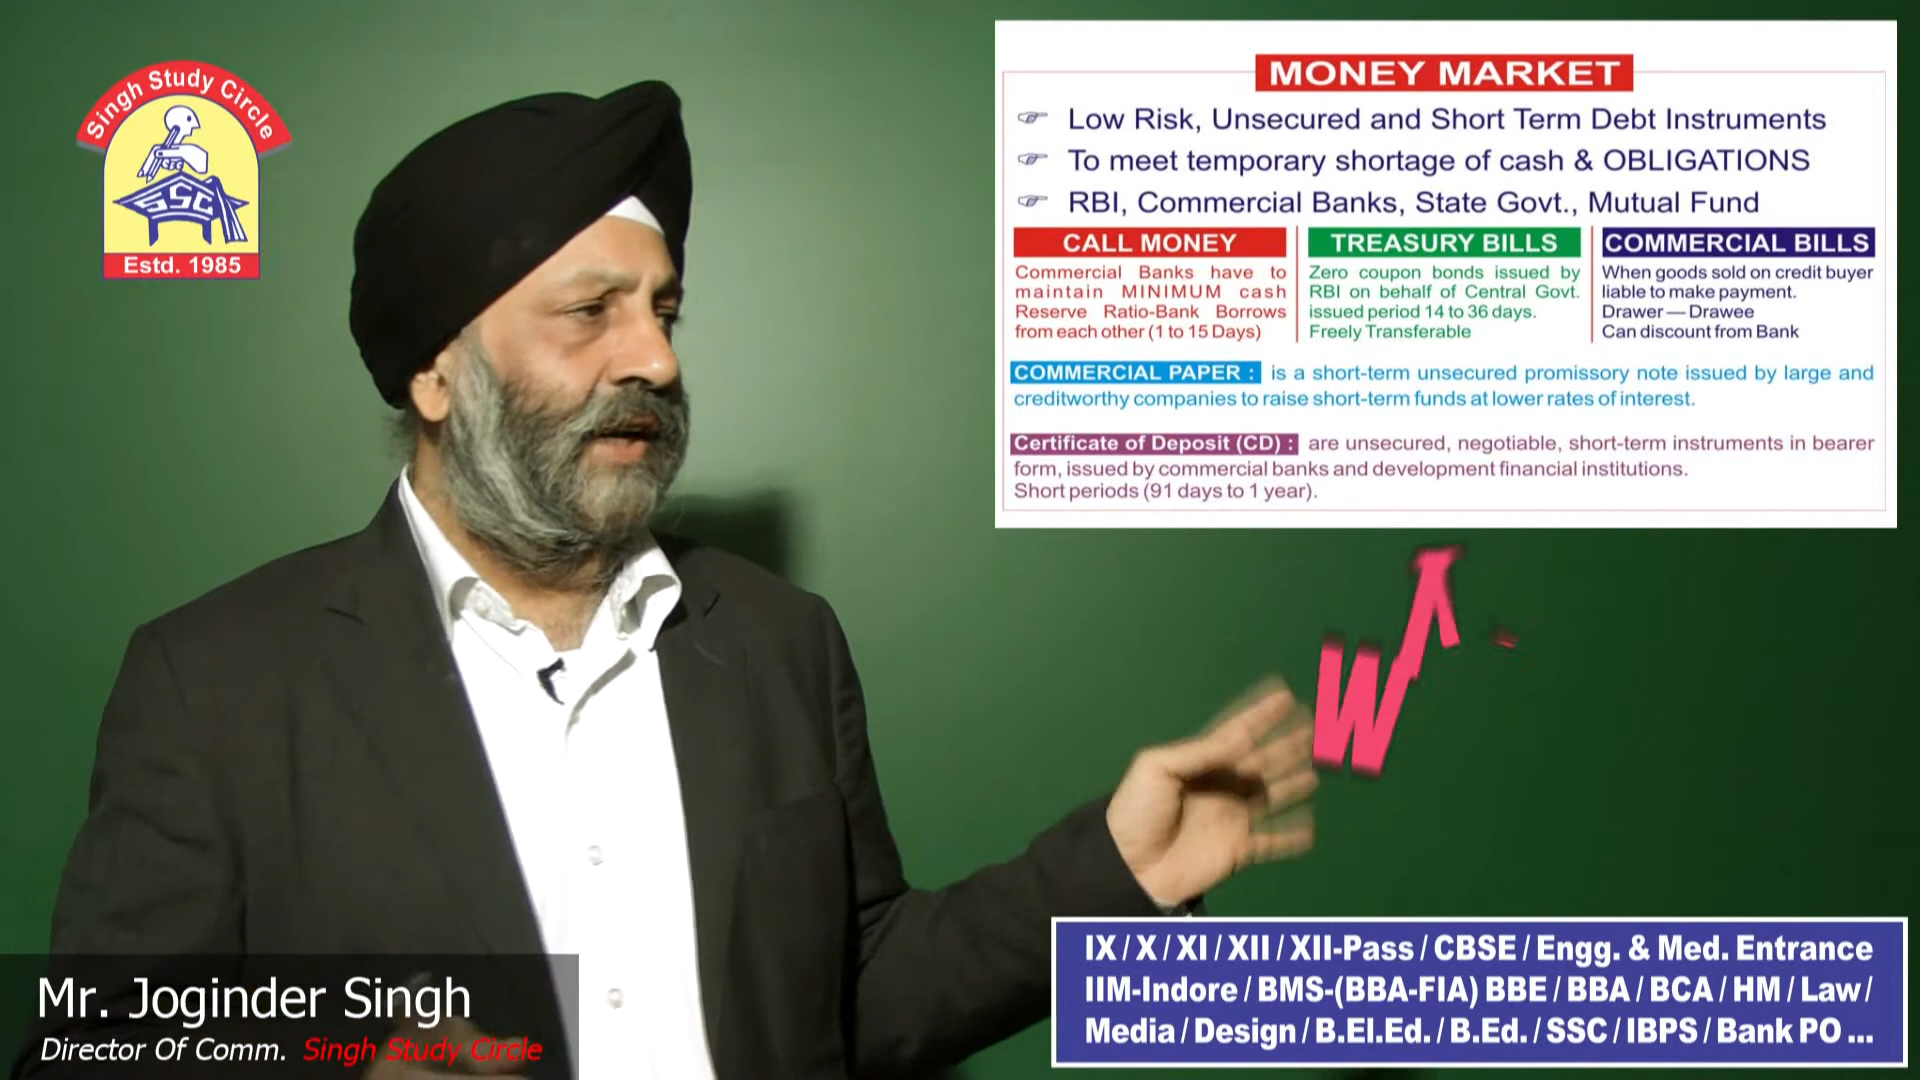 Singh Study Circle
SSC
Estd. 1985
MONEY MARKET
Low Risk, Unsecured and Short Term Debt Instruments
To meet temporary shortage of cash & OBLIGATIONS
RBI, Commercial Banks, State Govt., Mutual Fund
CALL MONEY
Commercial Banks have to
maintain MINIMUM cash
Reserve Ratio-Bank Borrows
from each other (1 to 15 Days)
TREASURY BILLS
Zero coupon bonds issued by
RBI on behalf of Central Govt.
issued period 14 to 36 days.
Freely Transferable
COMMERCIAL BILLS
When goods sold on credit buyer
liable to make payment.
Drawer — Drawee
Can discount from Bank
COMMERCIAL PAPER : is a short-term unsecured promissory note issued by large and
creditworthy companies to raise short-term funds at lower rates of interest.
Certificate of Deposit (CD) : are unsecured, negotiable, short-term instruments in bearer
form, issued by commercial banks and development financial institutions.
Short periods (91 days to 1 year).
W
Mr. Joginder Singh
Director Of Comm. Singh Study Circle
IX / X / XI / XII / XII-Pass / CBSE / Engg. & Med. Entrance
IIM-Indore / BMS-(BBA-FIA) BBE / BBA / BCA / HM / Law /
Media / Design / B.El.Ed. / B.Ed. / SSC / IBPS / Bank PO ...